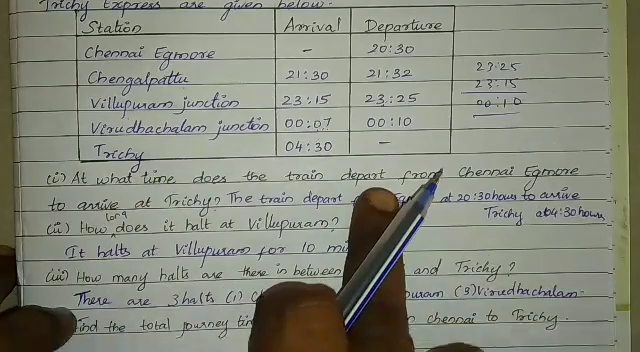 Trichy Express are given below.
Station Arrival Departure
Chennai Egmore – 20:30
Chengalpattu 21:30 21:32
Villupuram junction 23:15 23:25
Virudhachalam junction 00:07 00:10
Trichy 04:30 –
23:25
23:15
00:10
(i) At what time does the train depart from Chennai Egmore
to arrive at Trichy? The train depart at 20:30 hours to arrive
Trichy at 04:30 hours
(ii) How long does it halt at Villupuram?
It halts at Villupuram for 10
(iii) How many halts are there in between and Trichy?
There are 3 halts (1) (3) Virudhachalam.
the total journey chennai to Trichy.